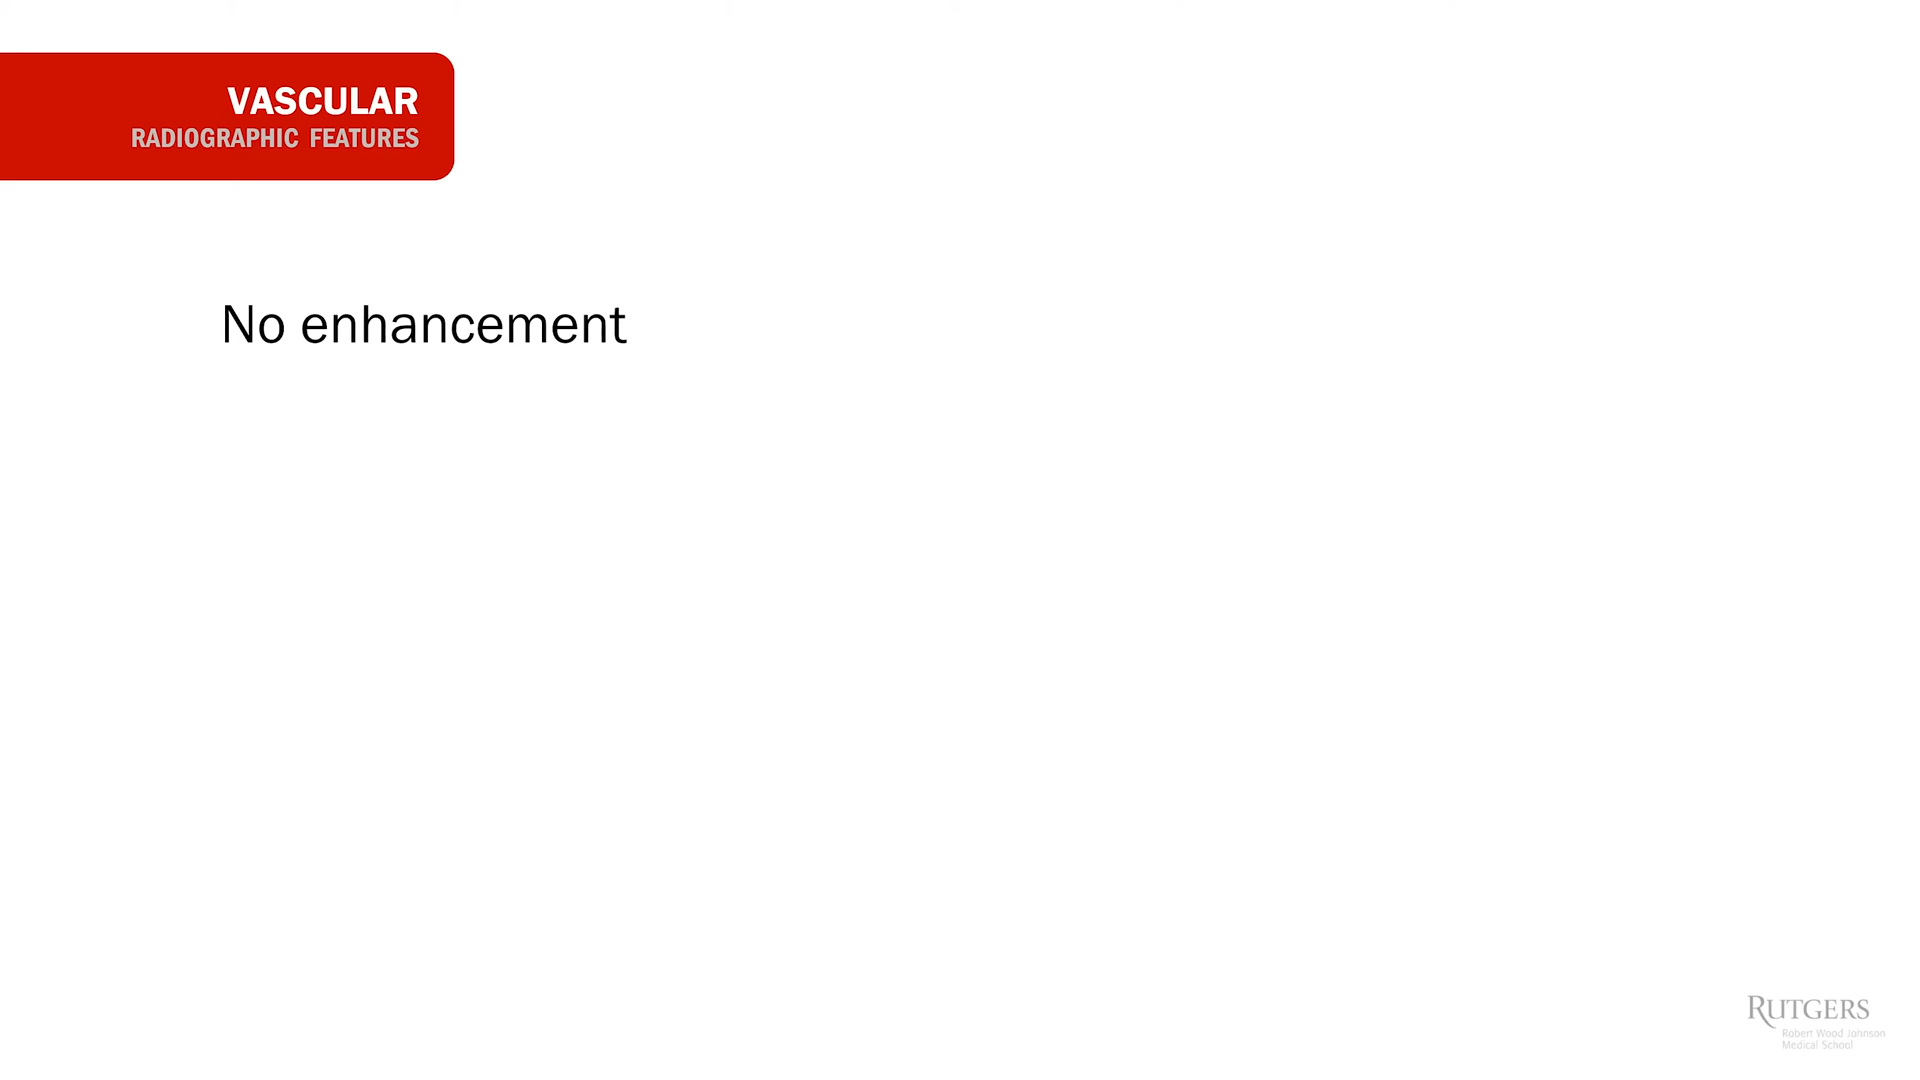 VASCULAR
RADIOGRAPHIC FEATURES
No enhancement
RUTGERS
Robert Wood Johnson
Medical School